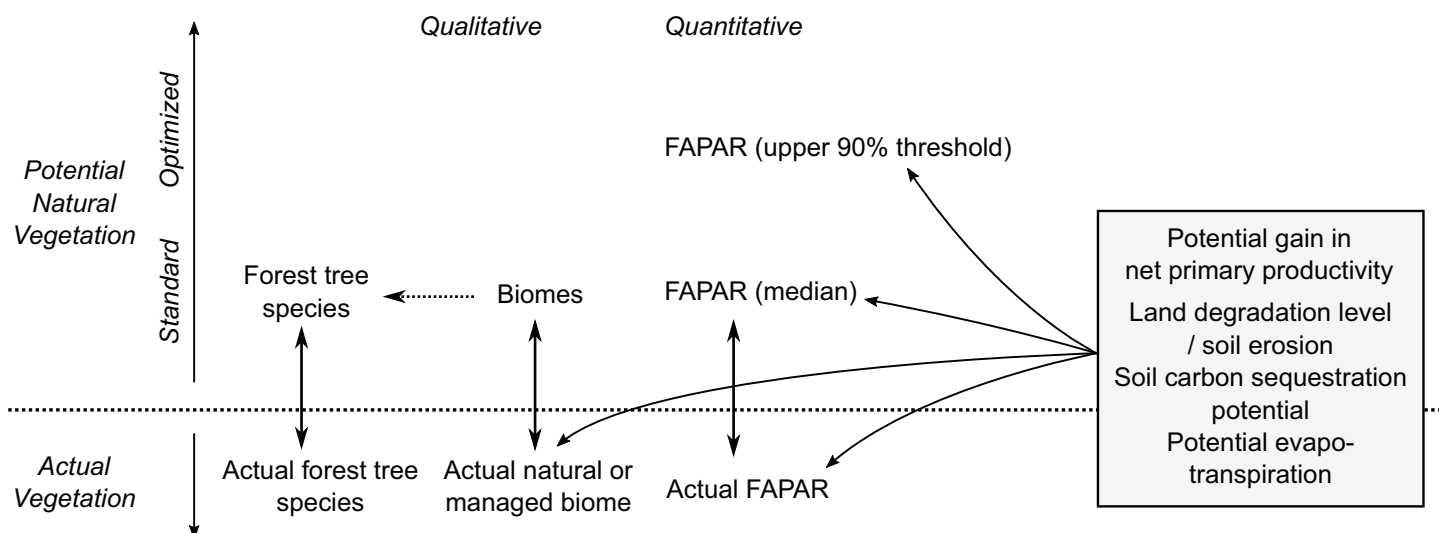 Qualitative
Quantitative
Optimized
Standard
Potential
Natural
Vegetation
FAPAR (upper 90% threshold)
Forest tree
species
Biomes
FAPAR (median)
Potential gain in
net primary productivity
Land degradation level
/ soil erosion
Soil carbon sequestration
potential
Potential evapo-
transpiration
Actual
Vegetation
Actual forest tree
species
Actual natural or
managed biome
Actual FAPAR